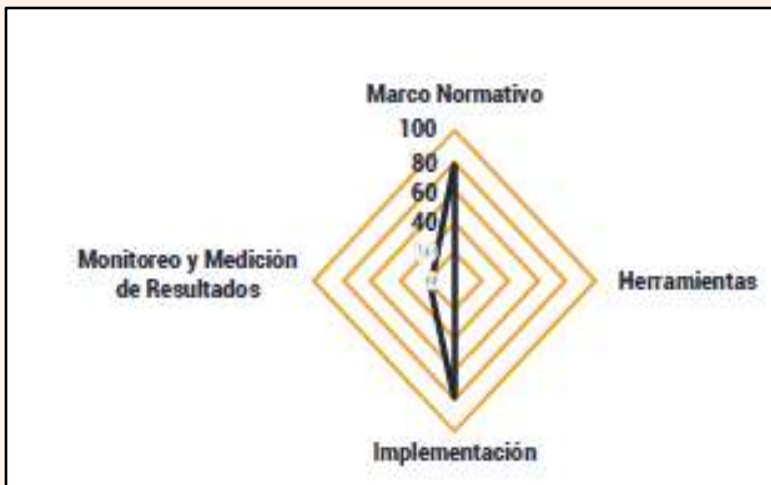 Marco Normativo
100
80
60
40
Monitoreo y Medición
de Resultados
Herramientas
Implementación